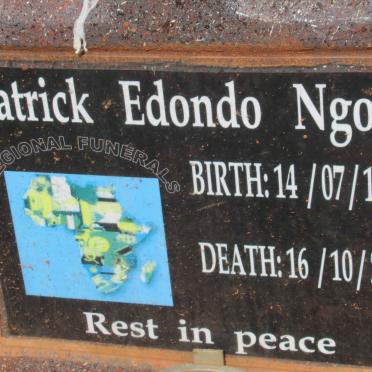 atrick Edondo Ngo
GIONAL FUNERALS
BIRTH: 14 /07/1
DEATH: 16 /10/
Rest in peace